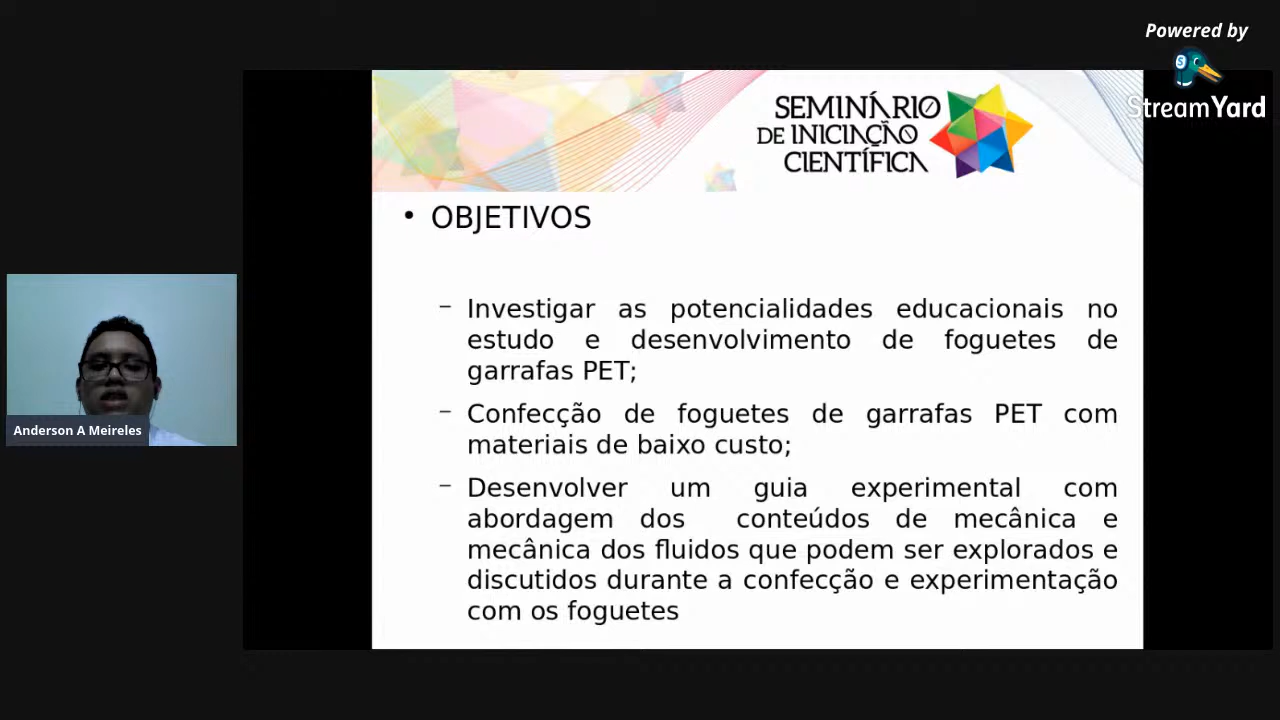 Powered by
StreamYard
SEMINÁRIO
DE INICIAÇÃO
CIENTÍFICA
• OBJETIVOS
– Investigar as potencialidades educacionais no
estudo e desenvolvimento de foguetes de
garrafas PET;
– Confecção de foguetes de garrafas PET com
materiais de baixo custo;
– Desenvolver um guia experimental com
abordagem dos conteúdos de mecânica e
mecânica dos fluidos que podem ser explorados e
discutidos durante a confecção e experimentação
com os foguetes
Anderson A Meireles